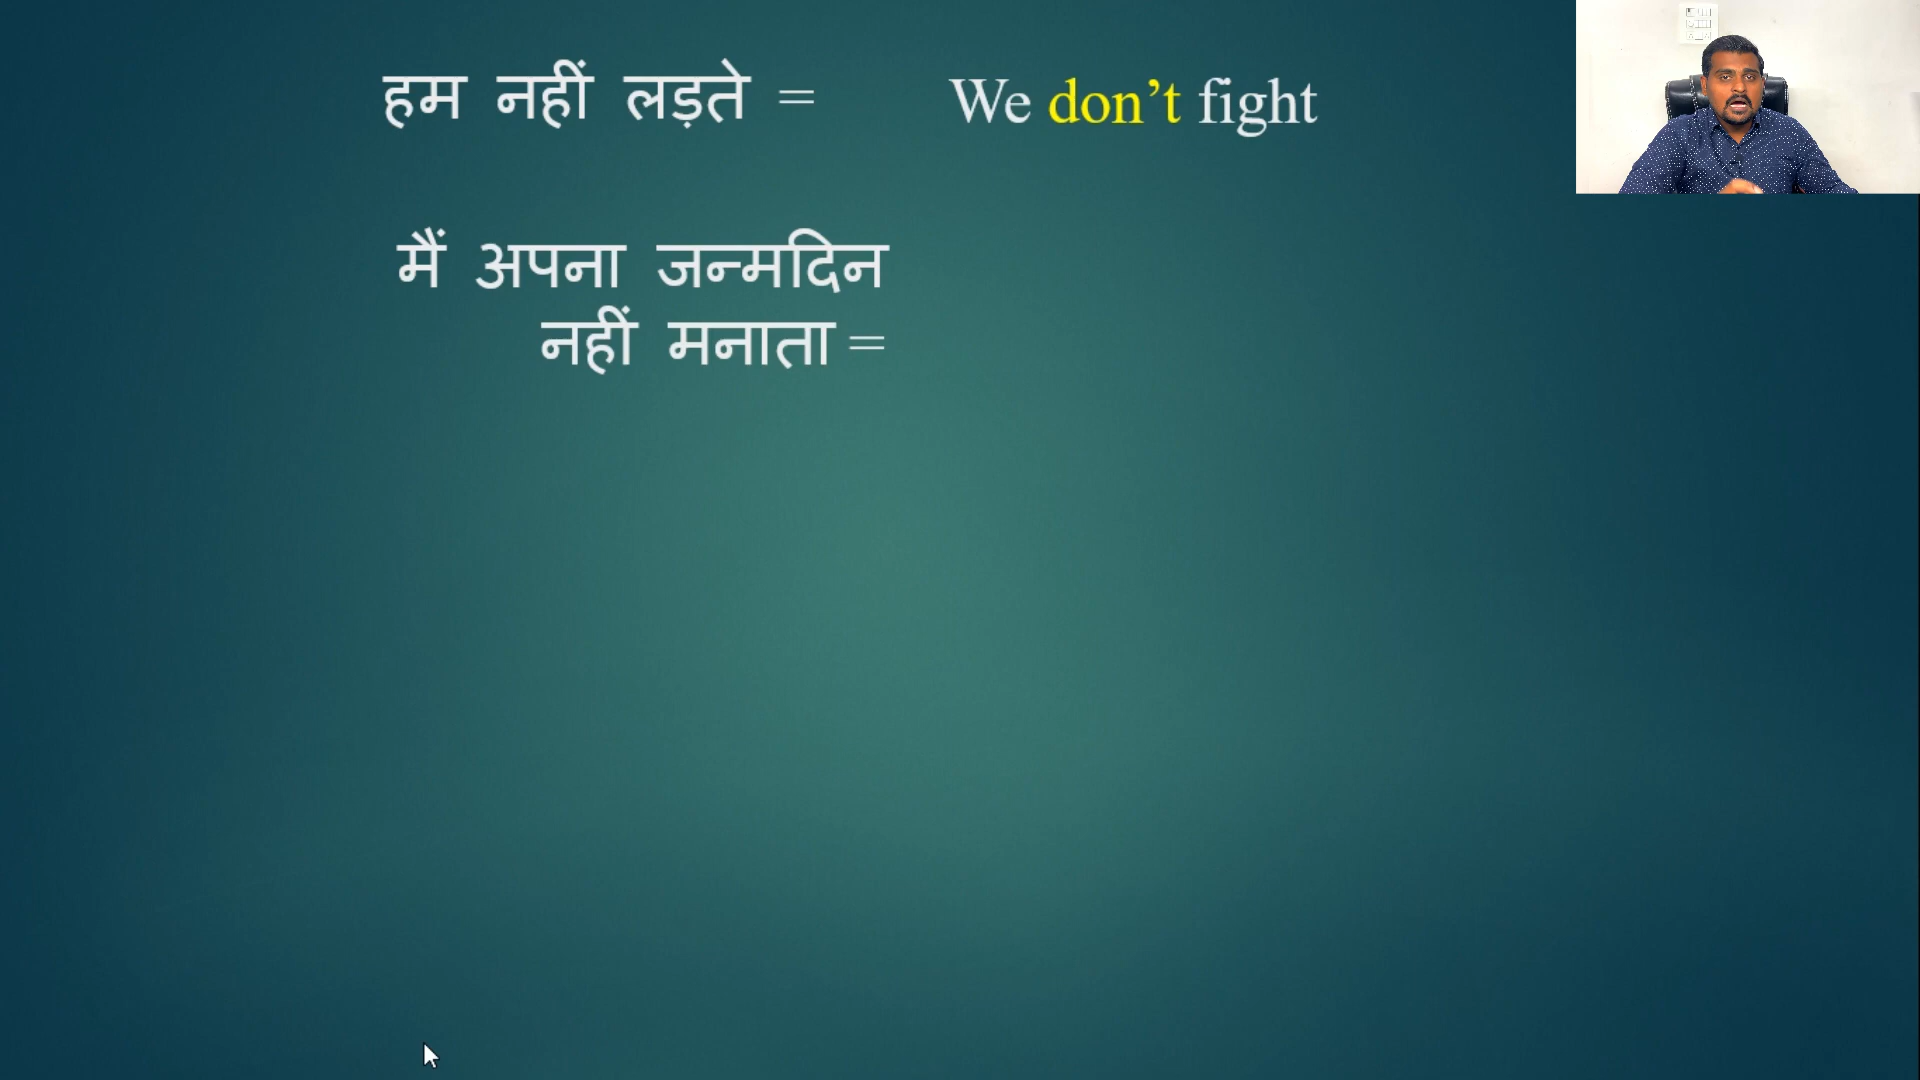 हम नहीं लड़ते = We don’t fight
मैं अपना जन्मदिन
नहीं मनाता =